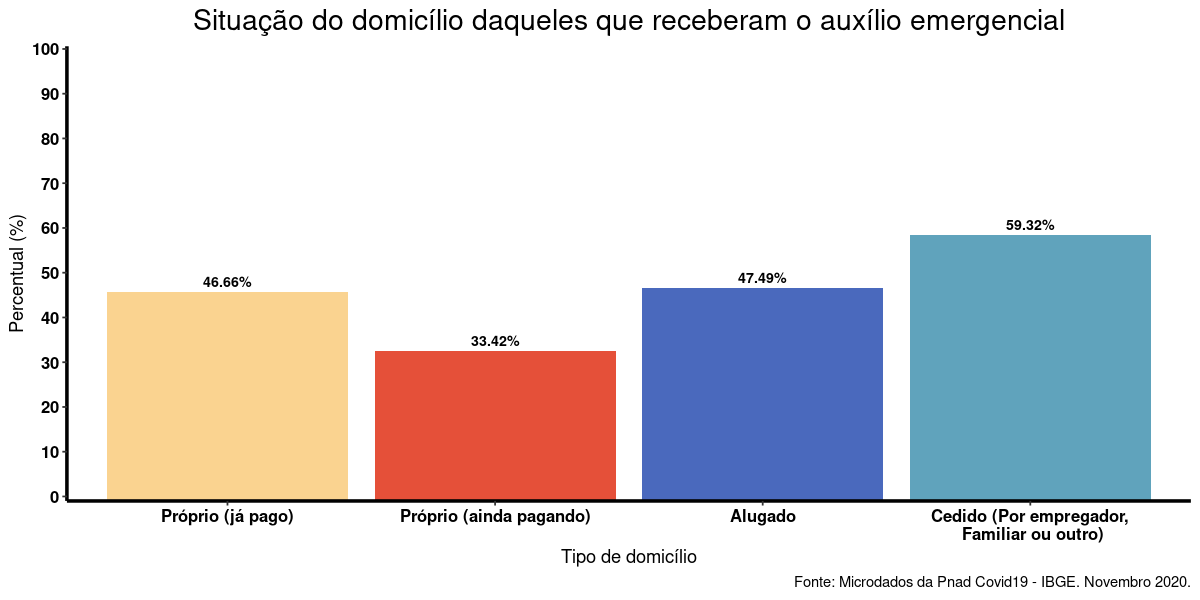 Situação do domicílio daqueles que receberam o auxílio emergencial
Percentual (%)
100
90
80
70
60
50
40
30
20
10
0
46.66%
33.42%
47.49%
59.32%
Próprio (já pago)
Próprio (ainda pagando)
Alugado
Cedido (Por empregador,
Familiar ou outro)
Tipo de domicílio
Fonte: Microdados da Pnad Covid19 - IBGE. Novembro 2020.